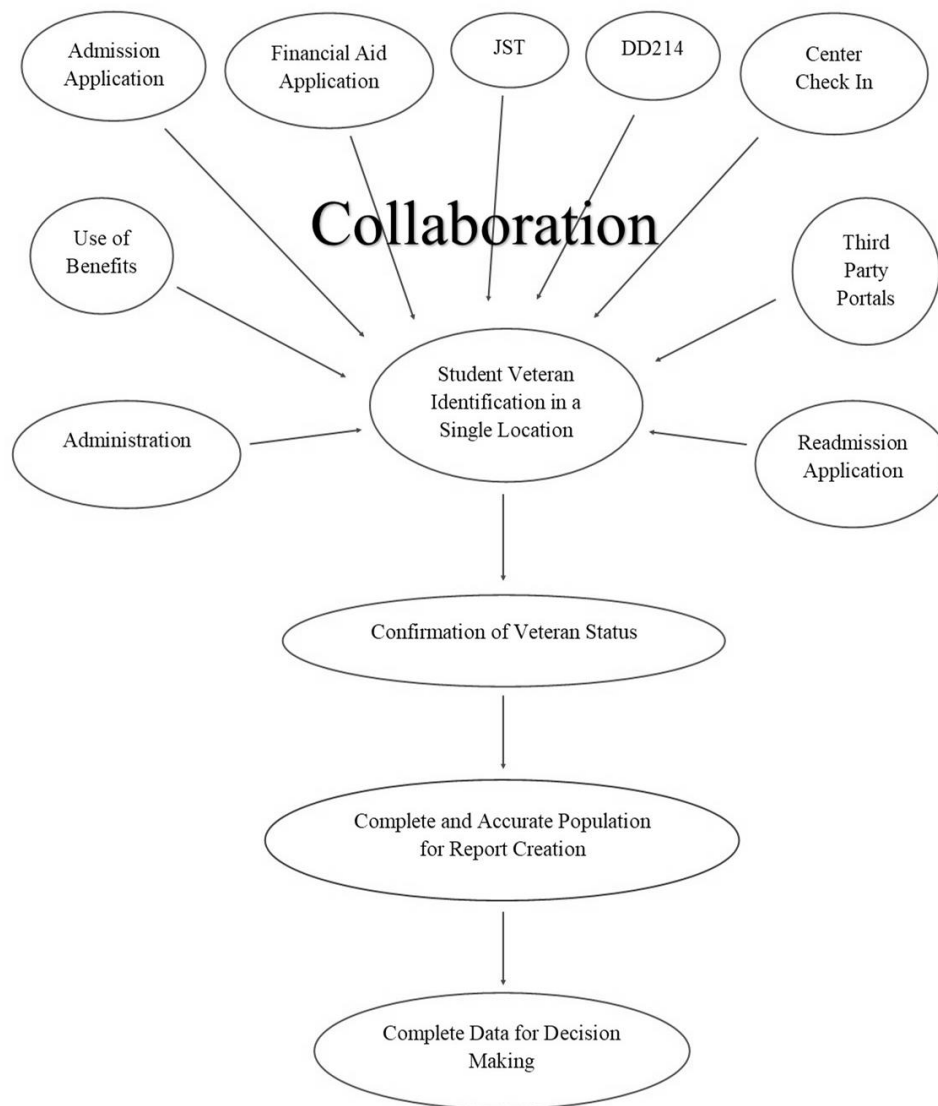 Admission
Application
Financial Aid
Application
JST
DD214
Center
Check In
Collaboration
Use of
Benefits
Third
Party
Portals
Student Veteran
Identification in a
Single Location
Administration
Readmission
Application
Confirmation of Veteran Status
Complete and Accurate Population
for Report Creation
Complete Data for Decision
Making